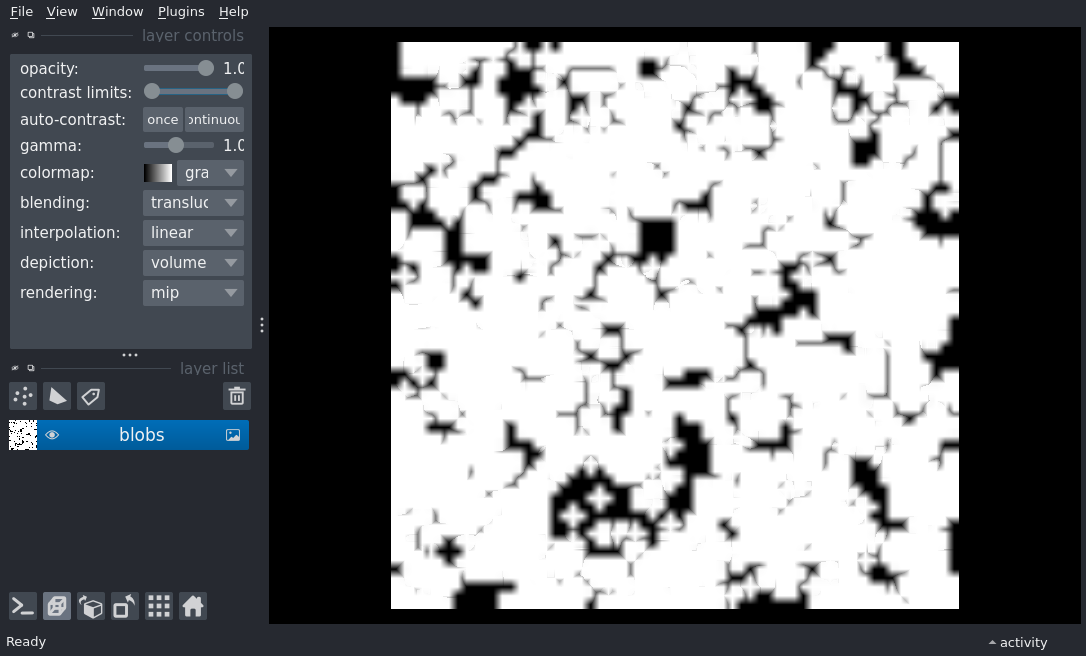 File View Window Plugins Help
layer controls
opacity: 1.0
contrast limits:
auto-contrast: once ontinuou
gamma: 1.0
colormap: gra
blending: transluc
interpolation: linear
depiction: volume
rendering: mip
layer list
blobs
Ready activity